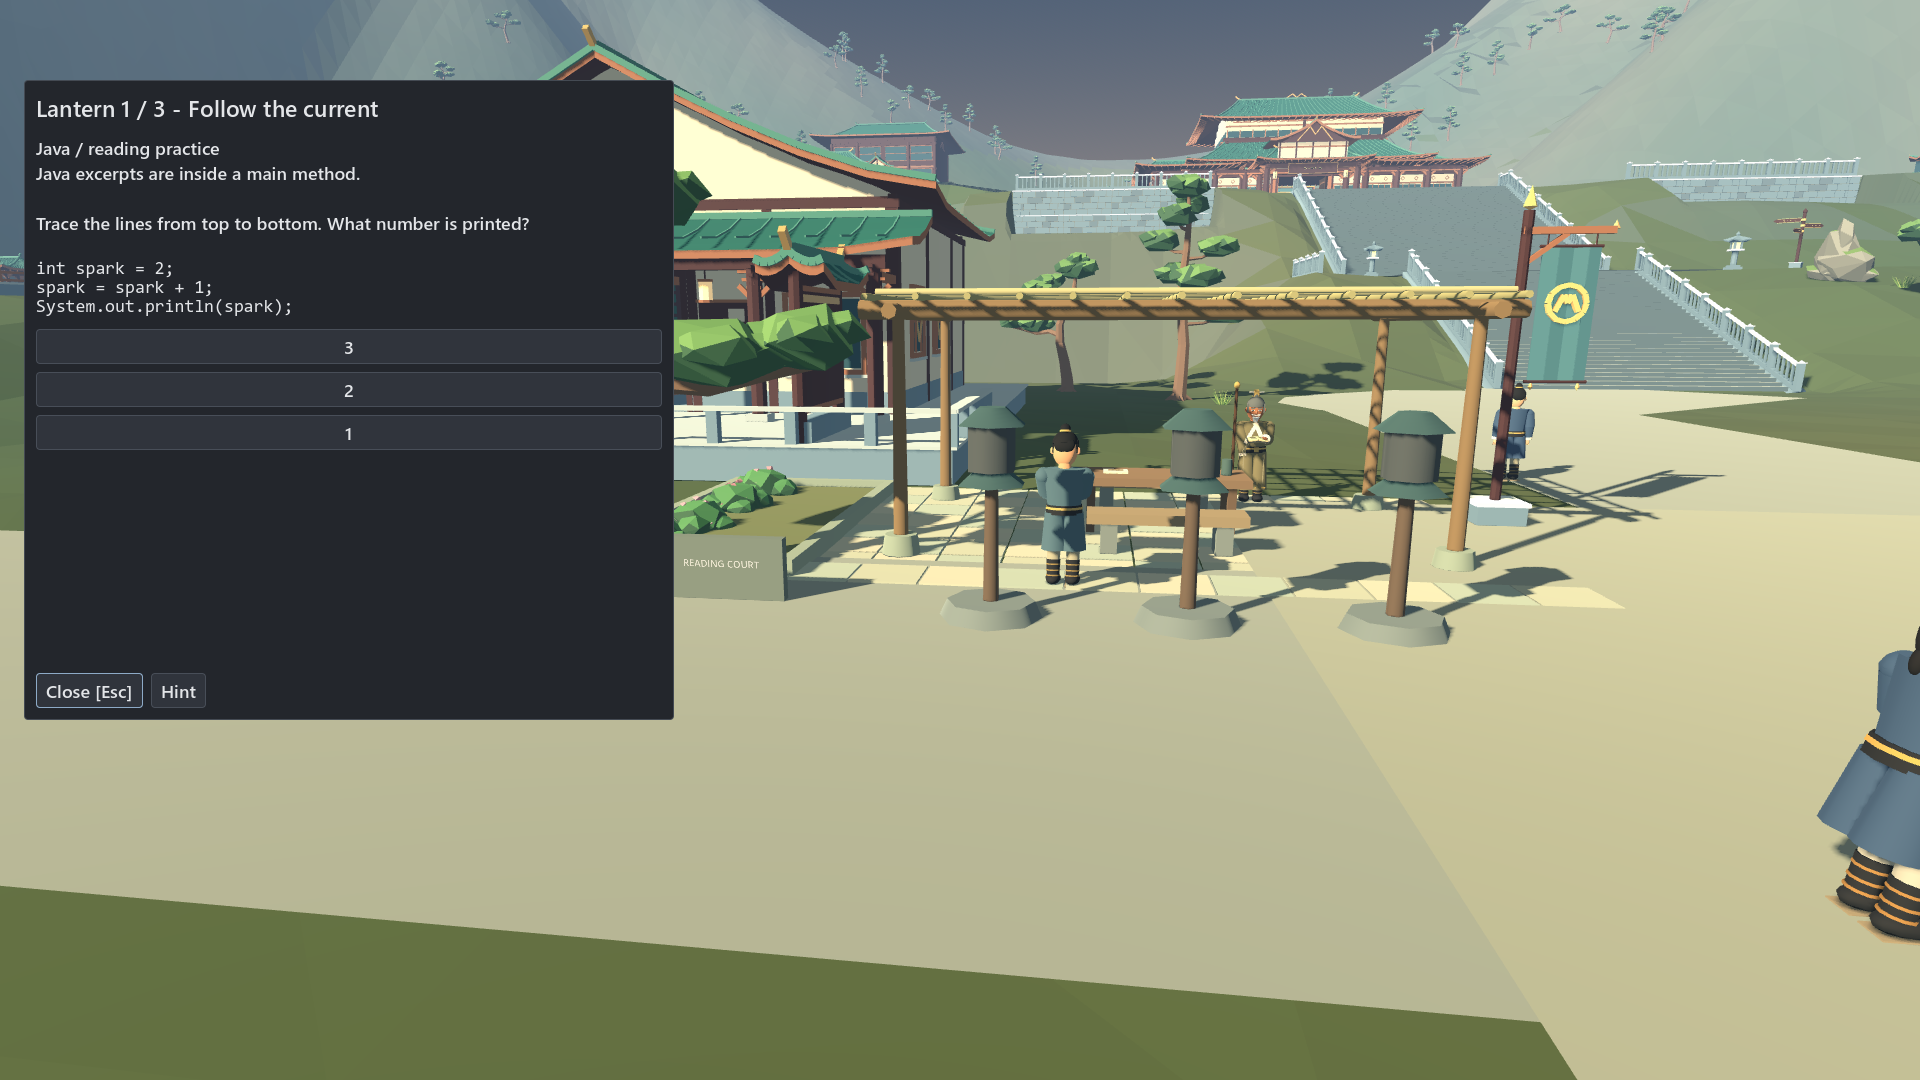 Lantern 1 / 3 - Follow the current
Java / reading practice
Java excerpts are inside a main method.
Trace the lines from top to bottom. What number is printed?
int spark = 2;
spark = spark + 1;
System.out.println(spark);
3
2
1
Close [Esc]
Hint
READING COURT